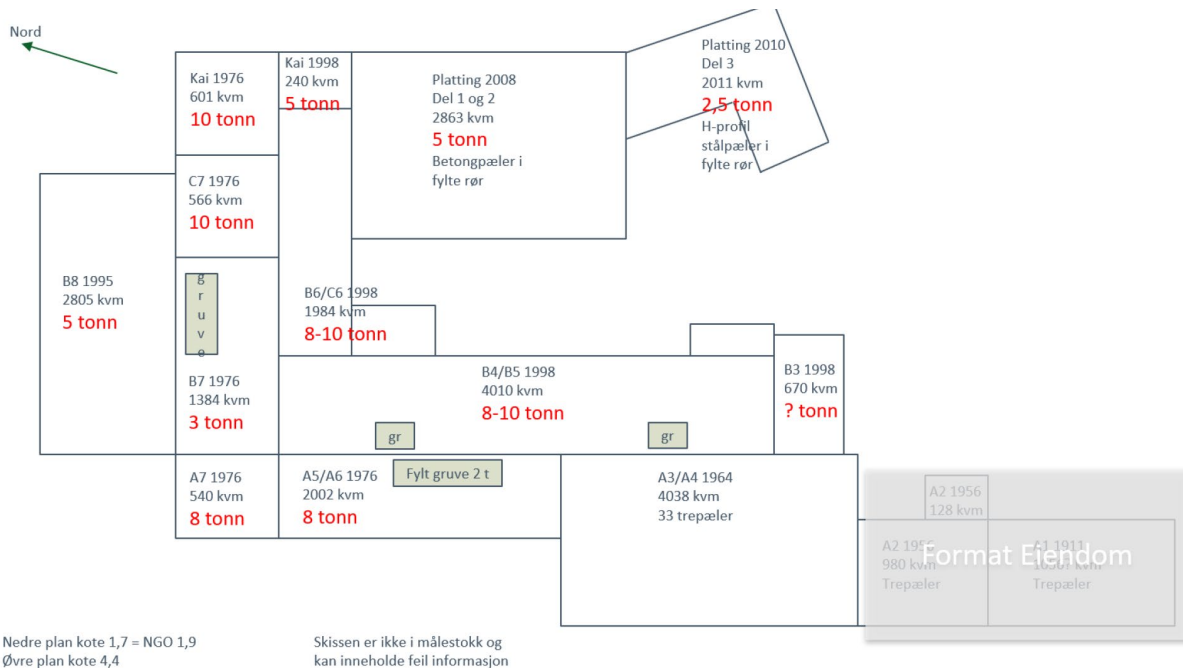 Nord
Kai 1976
601 kvm
10 tonn
Kai 1998
240 kvm
5 tonn
Platting 2008
Del 1 og 2
2863 kvm
5 tonn
Betongpæler i
fylte rør
Platting 2010
Del 3
2011 kvm
2,5 tonn
H-profil
stålpæler i
fylte rør
C7 1976
566 kvm
10 tonn
B8 1995
2805 kvm
5 tonn
g
r
u
v
e
B6/C6 1998
1984 kvm
8-10 tonn
B7 1976
1384 kvm
3 tonn
B4/B5 1998
4010 kvm
8-10 tonn
B3 1998
670 kvm
? tonn
gr
gr
A7 1976
540 kvm
8 tonn
A5/A6 1976
2002 kvm
8 tonn
Fylt gruve 2 t
A3/A4 1964
4038 kvm
33 trepæler
A2 1956
128 kvm
A2 1956
980 kvm
Trepæler
A1 1911
kvm
Trepæler
Format Eiendom
Nedre plan kote 1,7 = NGO 1,9
Øvre plan kote 4,4
Skissen er ikke i målestokk og
kan inneholde feil informasjon